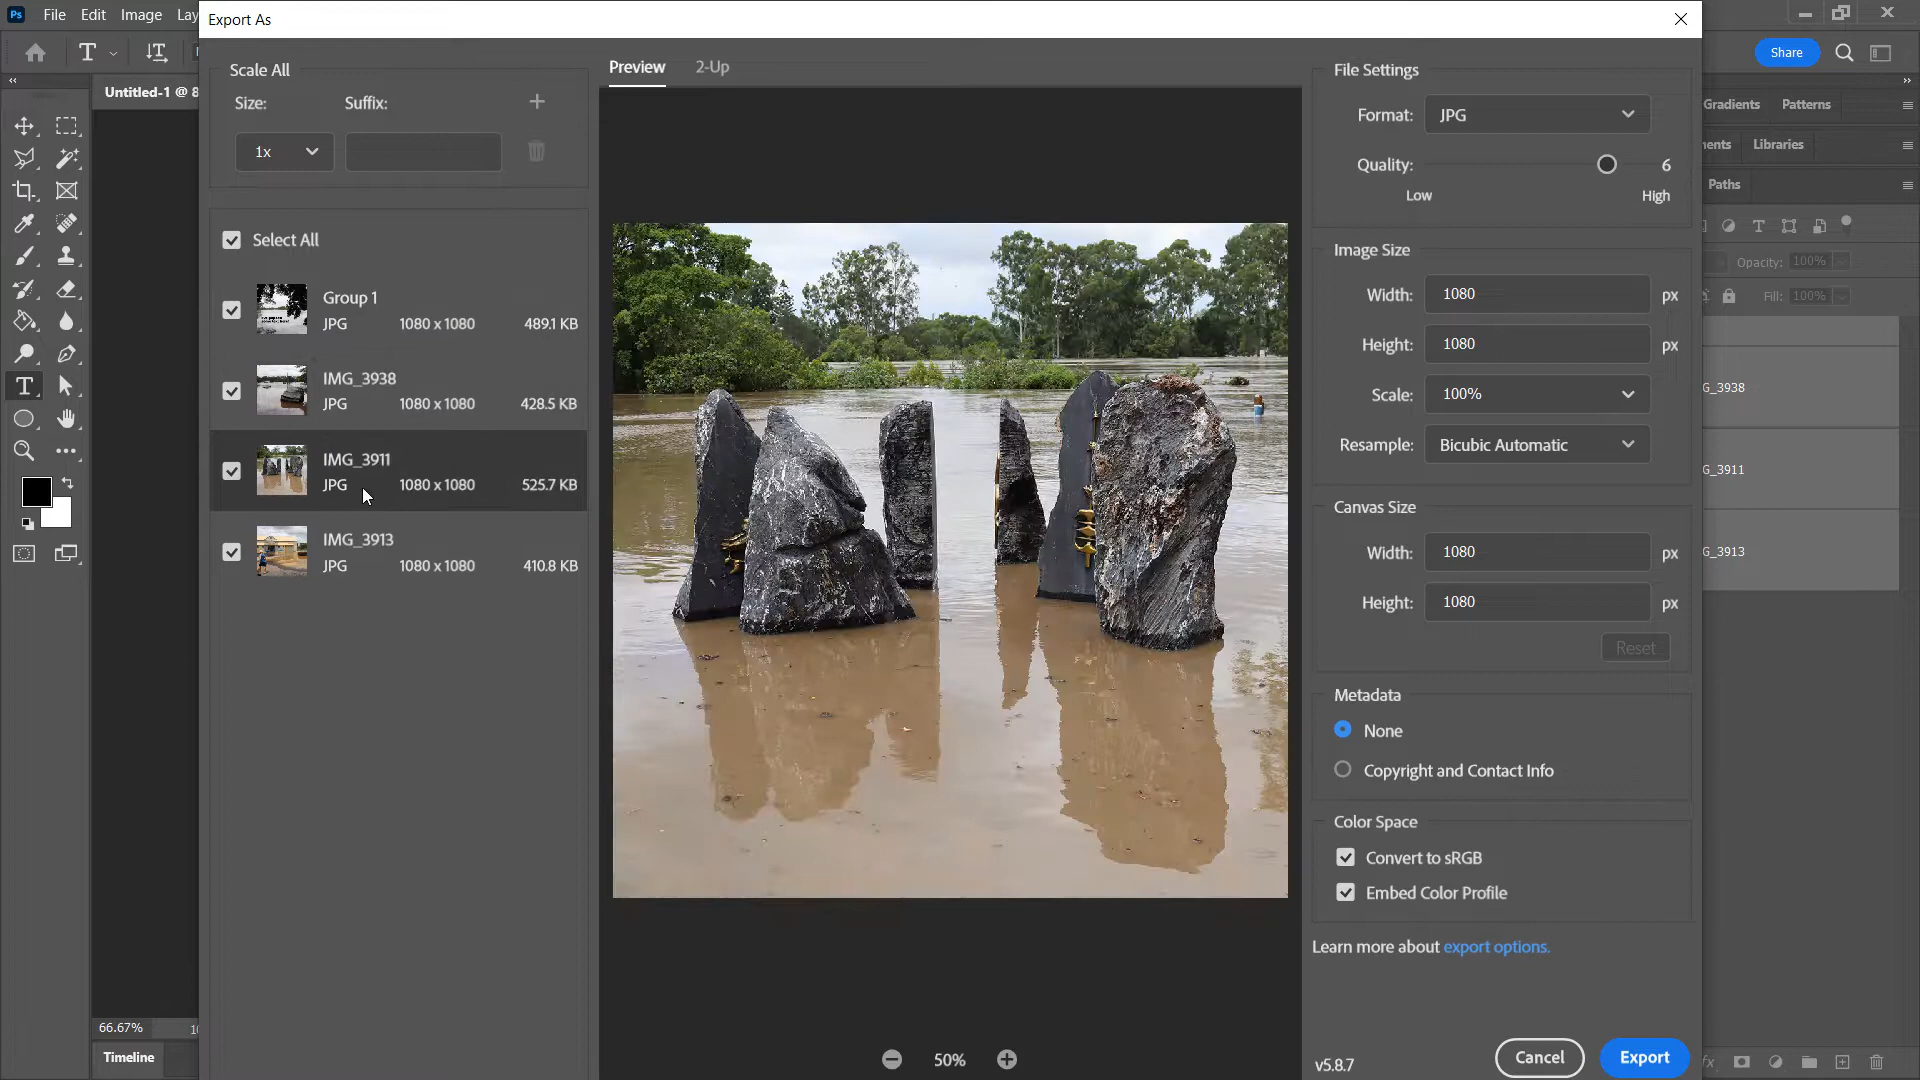 Ps File Edit Image Lay
Export As
Share
Untitled-1 @ 8
Scale All
Size: Suffix:
1x
Select All
Group 1
JPG 1080 x 1080 489.1 KB
IMG_3938
JPG 1080 x 1080 428.5 KB
IMG_3911
JPG 1080 x 1080 525.7 KB
IMG_3913
JPG 1080 x 1080 410.8 KB
Preview 2-Up
50%
File Settings
Format: JPG
Quality: 6
Low High
Image Size
Width: 1080 px
Height: 1080 px
Scale: 100%
Resample: Bicubic Automatic
Canvas Size
Width: 1080 px
Height: 1080 px
Reset
Metadata
None
Copyright and Contact Info
Color Space
Convert to sRGB
Embed Color Profile
Learn more about export options.
v5.8.7
Cancel Export
Gradients Patterns
nents Libraries
Paths
Opacity: 100%
Fill: 100%
G_3938
G_3911
G_3913
66.67% 10
Timeline
fx